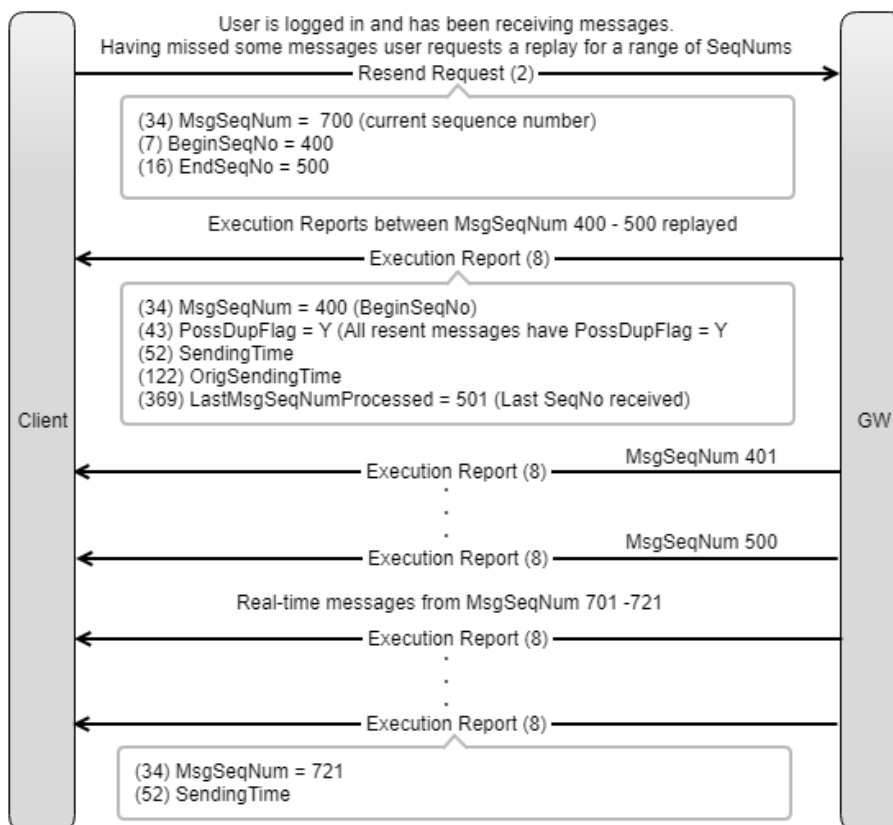 User is logged in and has been receiving messages.
Having missed some messages user requests a replay for a range of SeqNums
Resend Request (2)
(34) MsgSeqNum = 700 (current sequence number)
(7) BeginSeqNo = 400
(16) EndSeqNo = 500
Execution Reports between MsgSeqNum 400 - 500 replayed
Execution Report (8)
(34) MsgSeqNum = 400 (BeginSeqNo)
(43) PossDupFlag = Y (All resent messages have PossDupFlag = Y
(52) SendingTime
(122) OrigSendingTime
(369) LastMsgSeqNumProcessed = 501 (Last SeqNo received)
Client
GW
MsgSeqNum 401
Execution Report (8)
.
.
.
MsgSeqNum 500
Execution Report (8)
Real-time messages from MsgSeqNum 701 -721
Execution Report (8)
.
.
.
Execution Report (8)
(34) MsgSeqNum = 721
(52) SendingTime